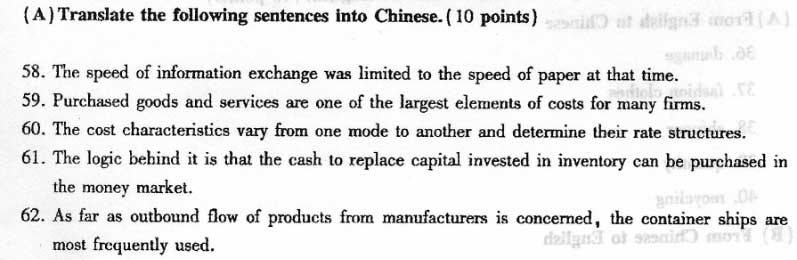 (A)Translate the following sentences into Chinese.(10 points)
58. The speed of information exchange was limited to the speed of paper at that time.
59. Purchased goods and services are one of the largest elements of costs for many firms.
60. The cost characteristics vary from one mode to another and determine their rate structures.
61. The logic behind it is that the cash to replace capital invested in inventory can be purchased in
the money market.
62. As far as outbound flow of products from manufacturers is concerned, the container ships are
most frequently used.